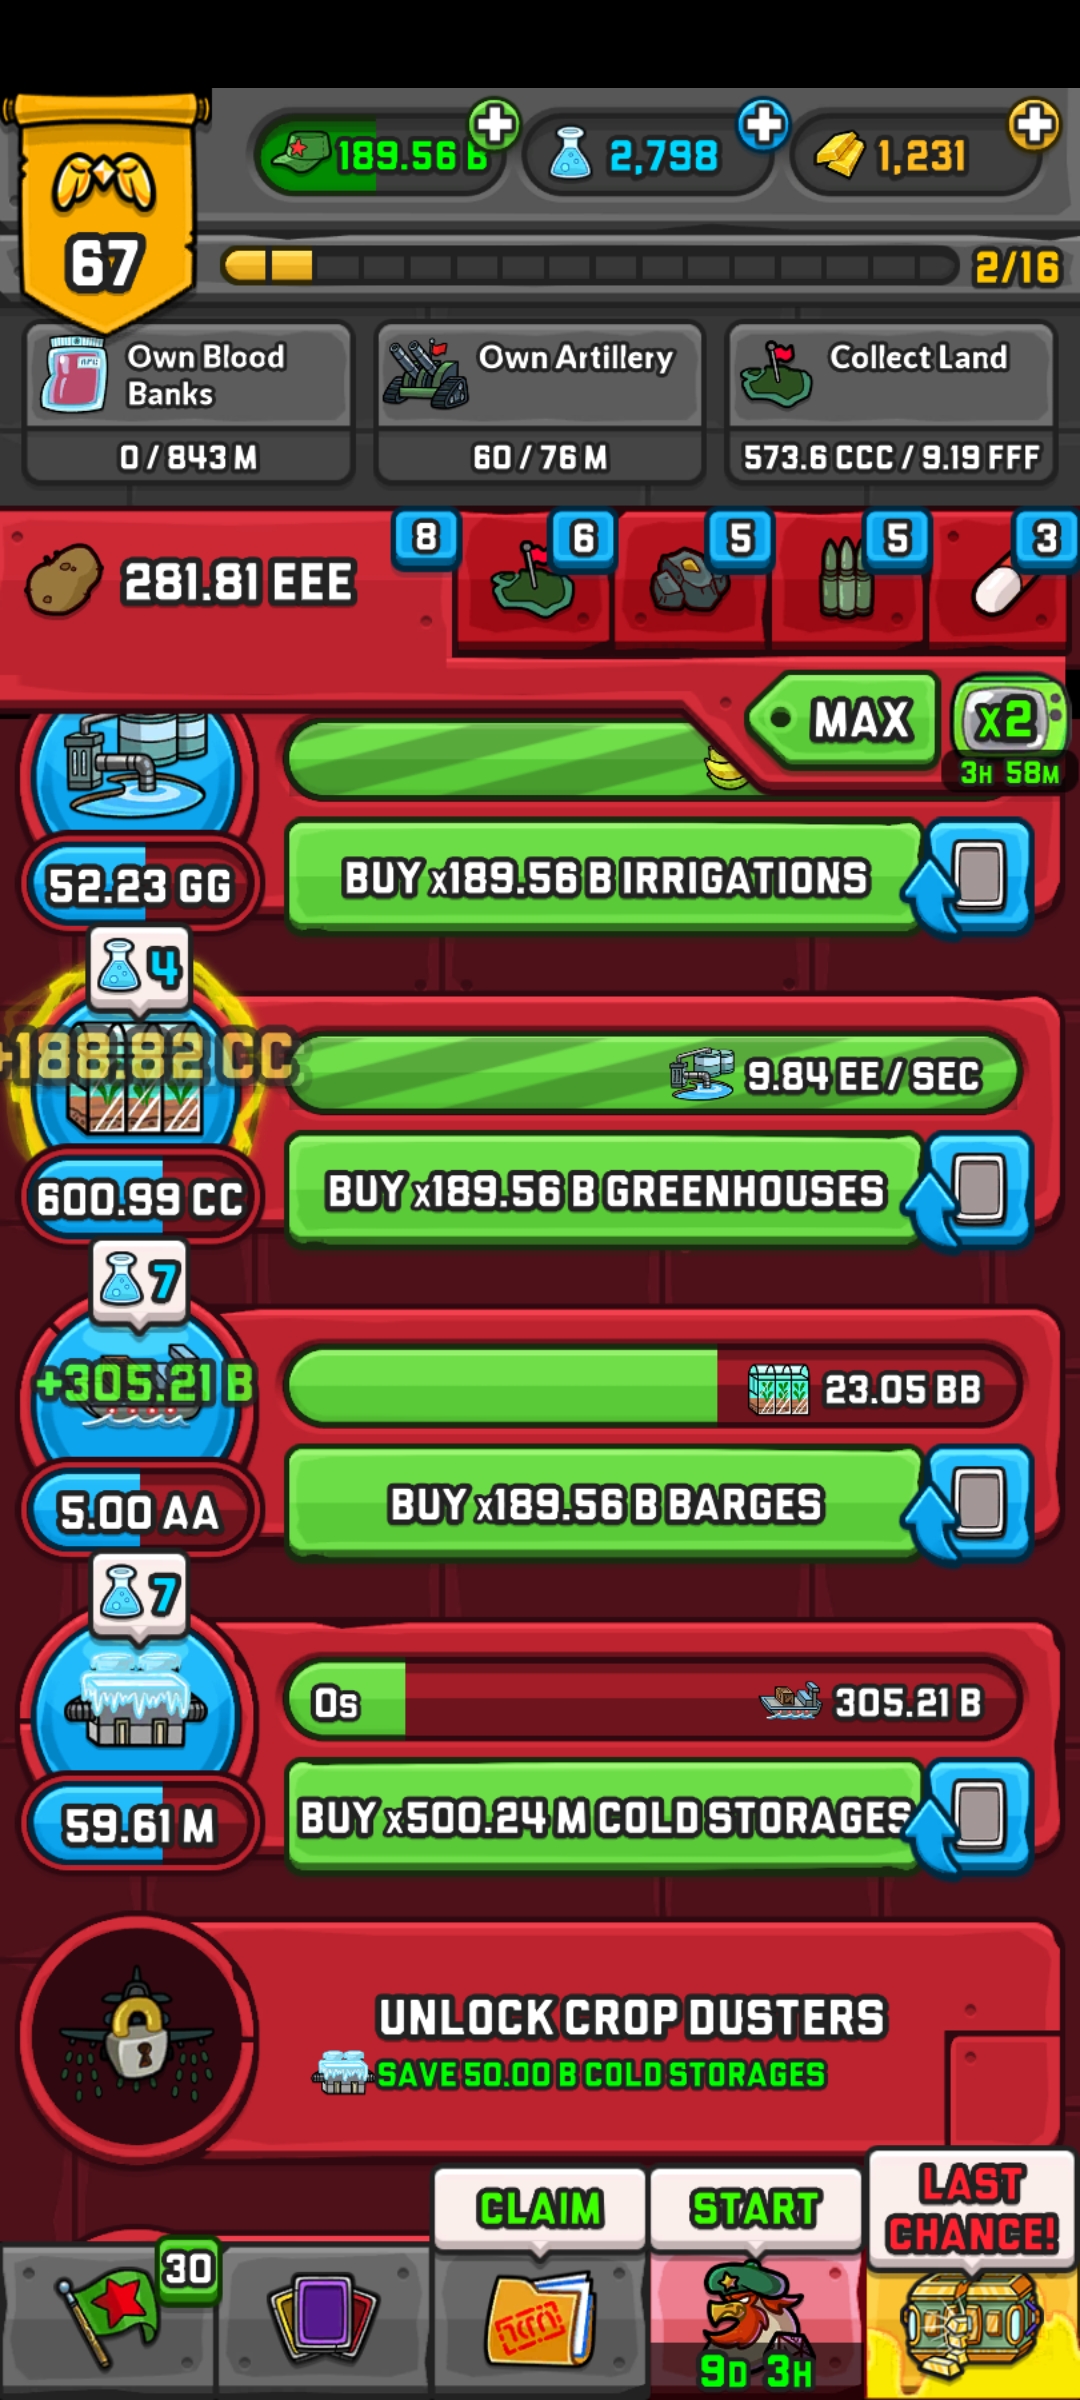 67
189.56 B
2,798
1,231
2/16
Own Blood Banks
0 / 843 M
Own Artillery
60 / 76 M
Collect Land
573.6 CCC / 9.19 FFF
281.81 EEE
8
6
5
5
3
MAX
x2
3H 58M
52.23 GG
BUY x189.56 B IRRIGATIONS
4
+188.82 CC
9.84 EE / SEC
600.99 CC
BUY x189.56 B GREENHOUSES
7
+305.21 B
23.05 BB
5.00 AA
BUY x189.56 B BARGES
7
0s
305.21 B
59.61 M
BUY x500.24 M COLD STORAGES
UNLOCK CROP DUSTERS
SAVE 50.00 B COLD STORAGES
30
CLAIM
START
9D 3H
LAST
CHANCE!